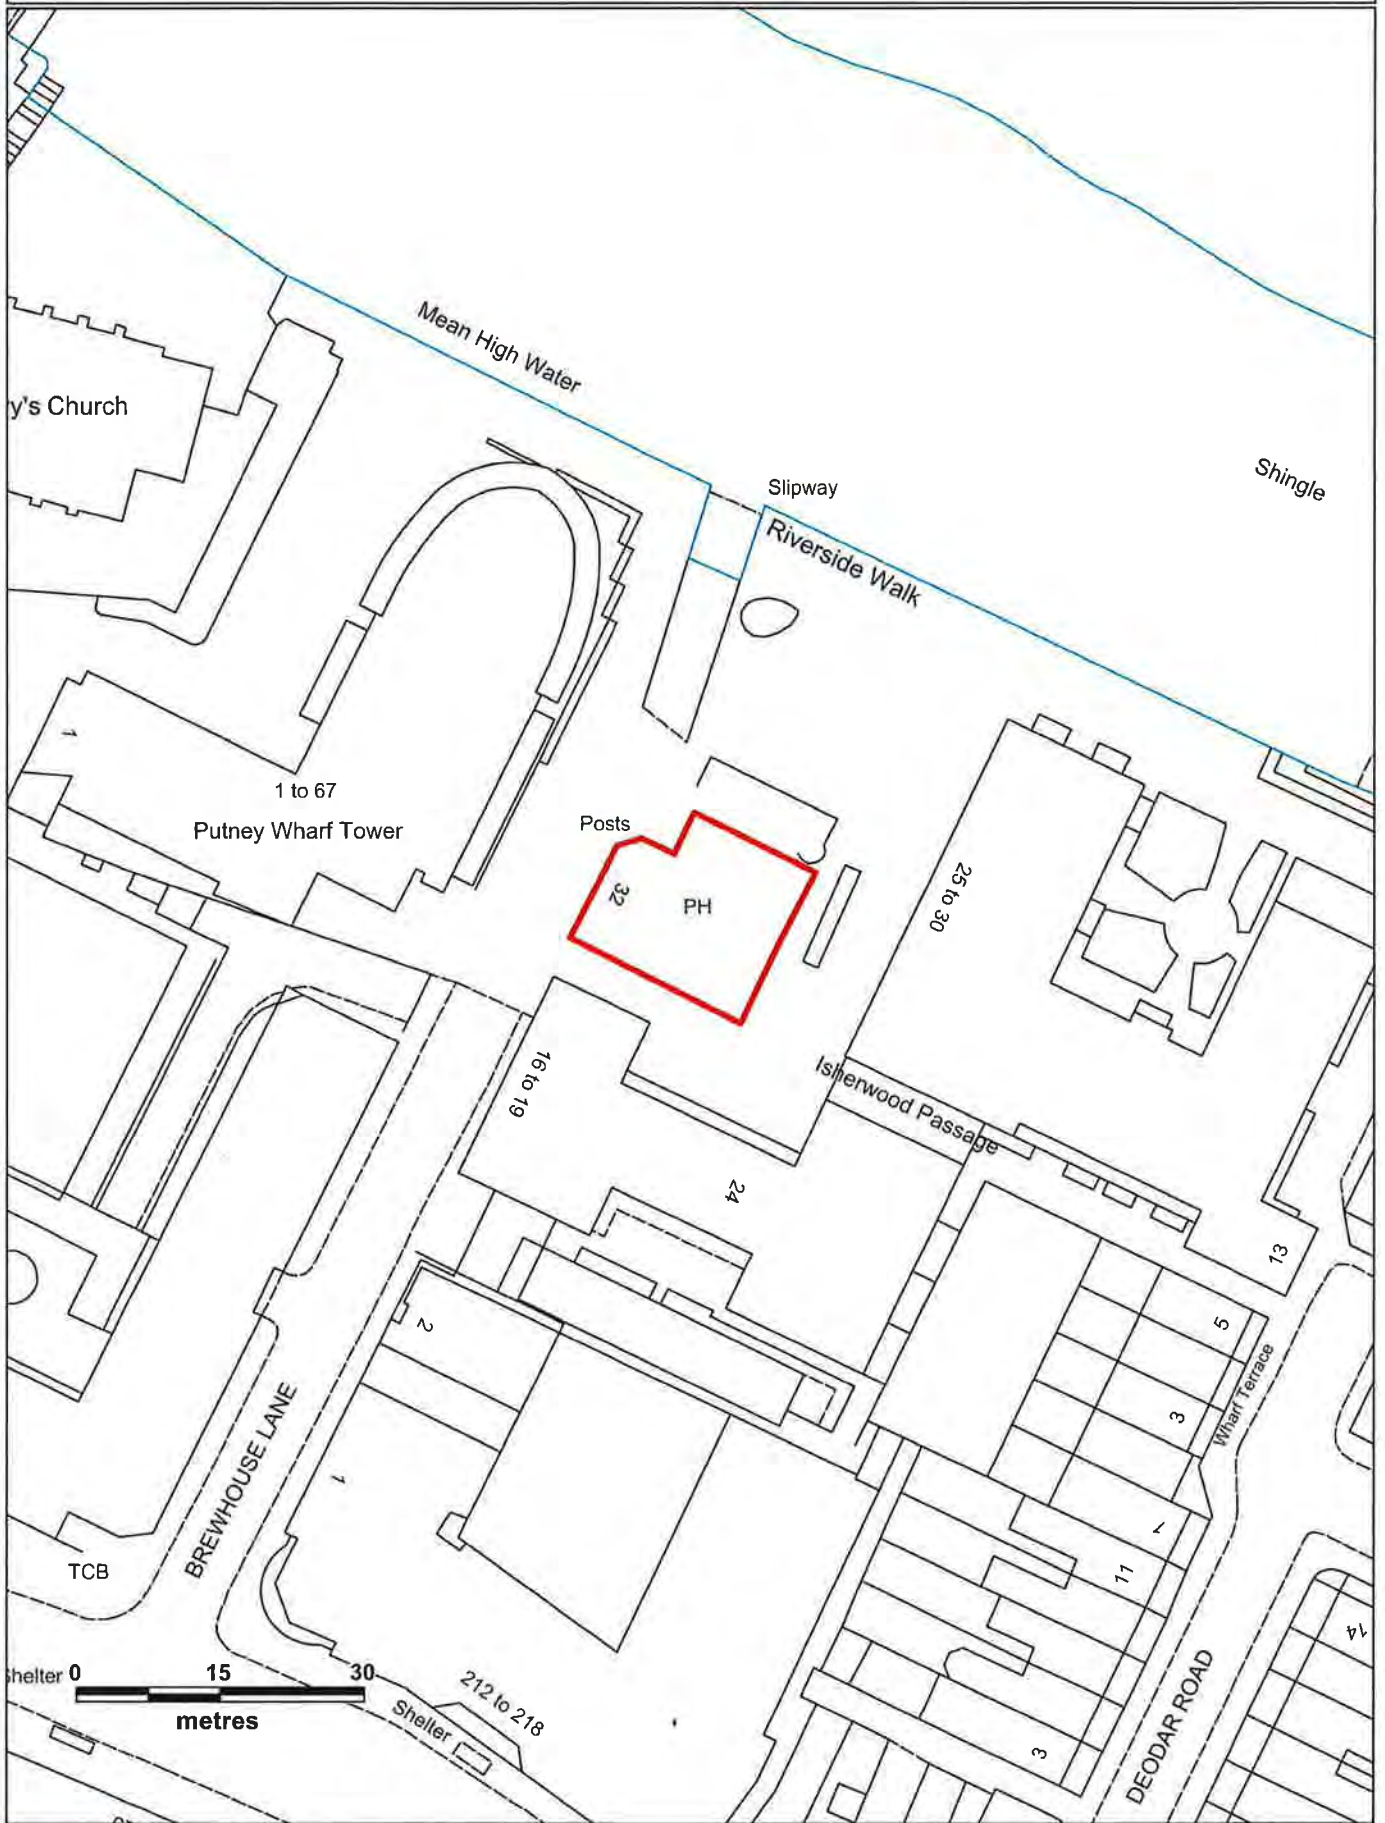 Mean High Water
y's Church
Shingle
Slipway
Riverside Walk
1
1 to 67
Putney Wharf Tower
Posts
32
PH
25 to 30
16 to 19
Isherwood Passage
24
13
2
5
3
Wharf Terrace
BREWHOUSE LANE
1
1
11
TCB
14
helter
0 15 30
metres
212 to 218
Shelter
3
DEODAR ROAD